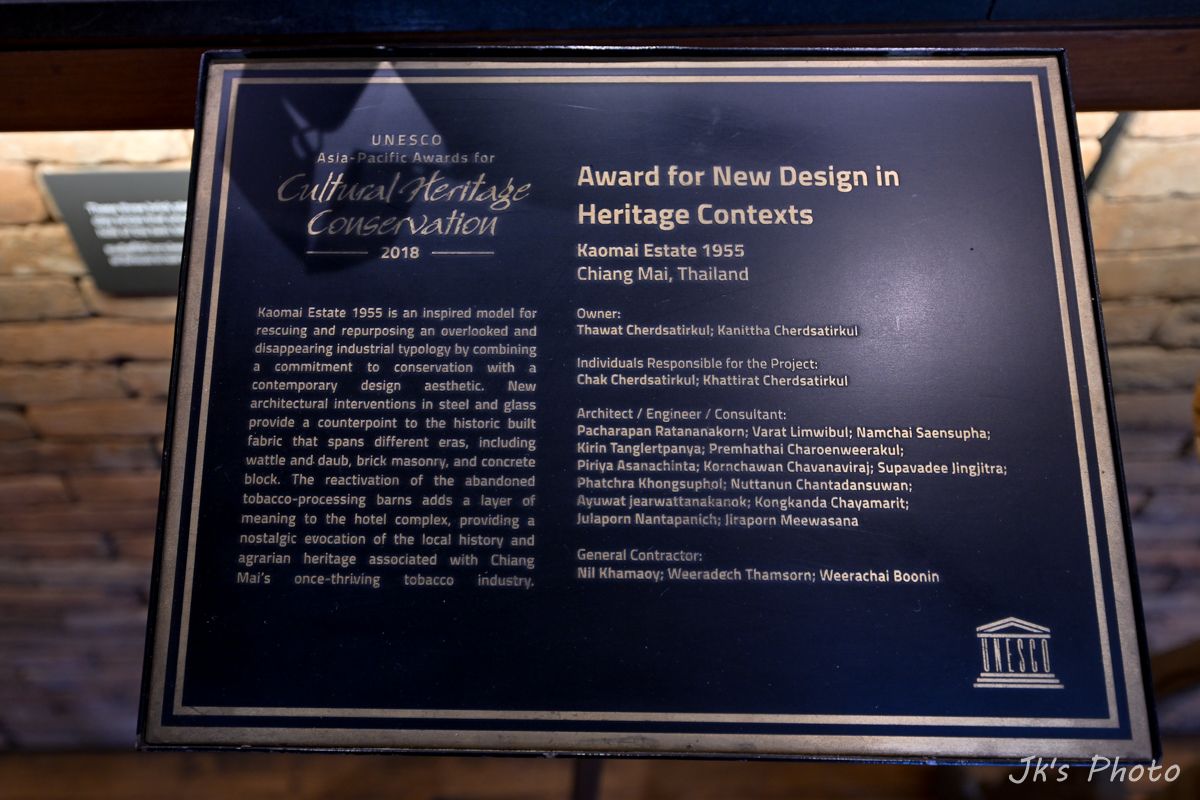 UNESCO
Asia-Pacific Awards for
Cultural Heritage
Conservation
2018
Kaomai Estate 1955 is an inspired model for
rescuing and repurposing an overlooked and
disappearing industrial typology by combining
a commitment to conservation with a
contemporary design aesthetic. New
architectural interventions in steel and glass
provide a counterpoint to the historic built
fabric that spans different eras, including
wattle and daub, brick masonry, and concrete
block. The reactivation of the abandoned
tobacco-processing barns adds a layer of
meaning to the hotel complex, providing a
nostalgic evocation of the local history and
agrarian heritage associated with Chiang
Mai's once-thriving tobacco industry.
Award for New Design in
Heritage Contexts
Kaomai Estate 1955
Chiang Mai, Thailand
Owner:
Thawat Cherdsatirkul; Kanittha Cherdsatirkul
Individuals Responsible for the Project:
Chak Cherdsatirkul; Khattirat Cherdsatirkul
Architect / Engineer / Consultant:
Pacharapan Ratananakorn; Varat Limwibul; Namchai Saensupha;
Kirin Tanglertpanya; Premhathai Charoenweerakul;
Piriya Asanachinta; Kornchawan Chavanaviraj; Supavadee Jingjitra;
Phatchra Khongsuphol; Nuttanun Chantadansuwan;
Ayuwat jearwattanakanok; Kongkanda Chayamarit;
Julaporn Nantapanich; Jiraporn Meewasana
General Contractor:
Nil Khamaoy; Weeradech Thamsorn; Weerachai Boonin
UNESCO
Jk's Photo